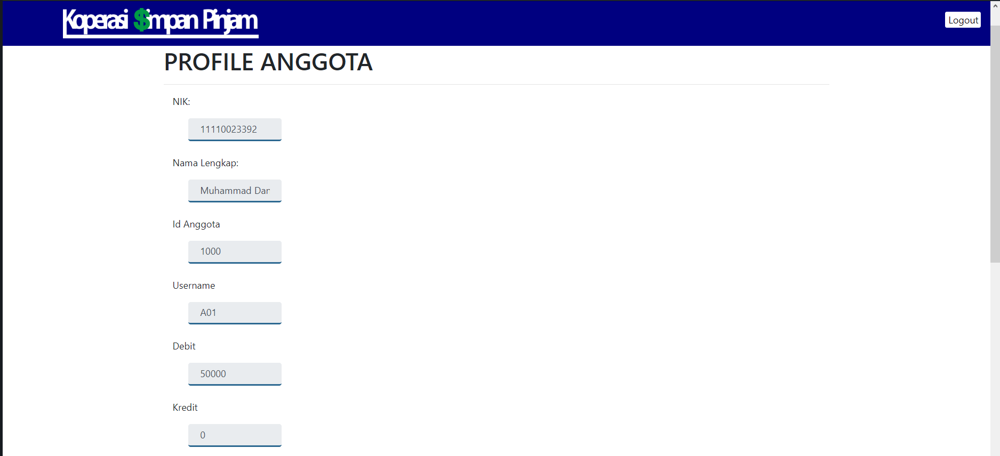 Koperasi $impan Pinjam
Logout
PROFILE ANGGOTA
NIK:
11110023392
Nama Lengkap:
Muhammad Dar
Id Anggota
1000
Username
A01
Debit
50000
Kredit
0